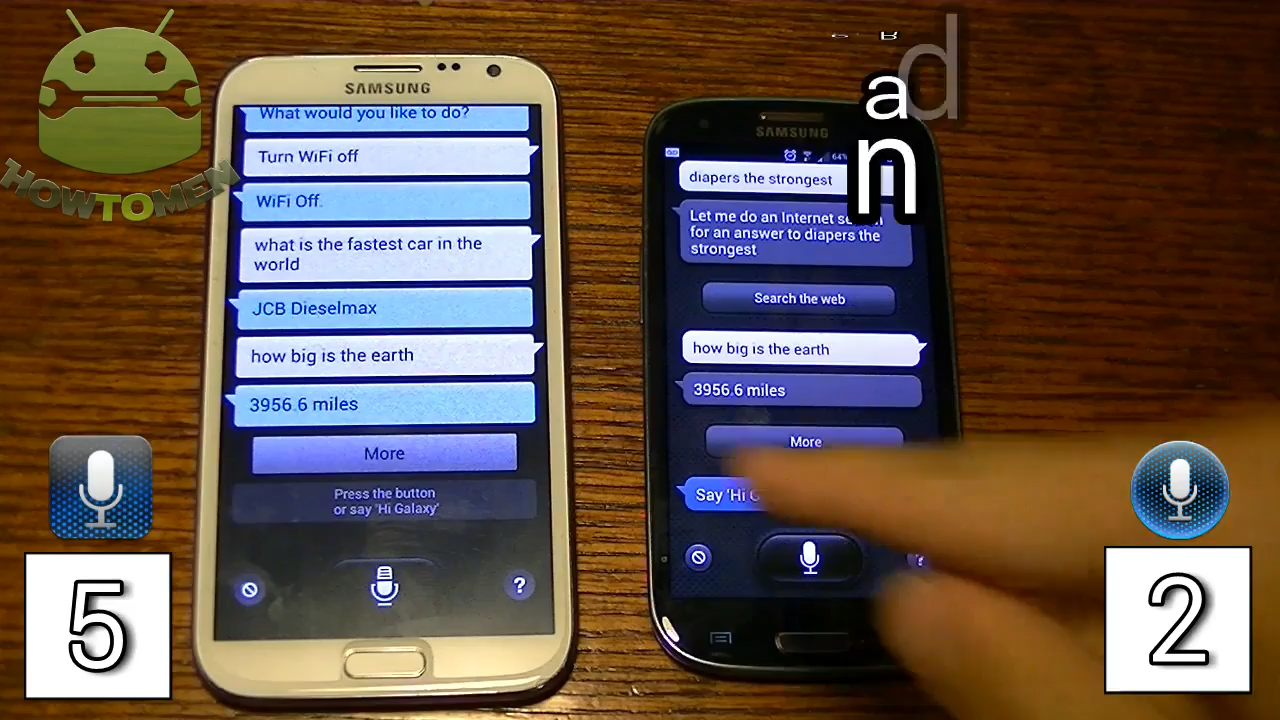 HOWTOMEN
SAMSUNG
What would you like to do?
Turn WiFi off
WiFi Off.
what is the fastest car in the
world
JCB Dieselmax
how big is the earth
3956.6 miles
More
Press the button
or say 'Hi Galaxy'
?
5
SAMSUNG
64%
diapers the strongest
Let me do an Internet
for an answer to diapers the
strongest
Search the web
how big is the earth
3956.6 miles
More
Say 'Hi G
?
d
a
n
2